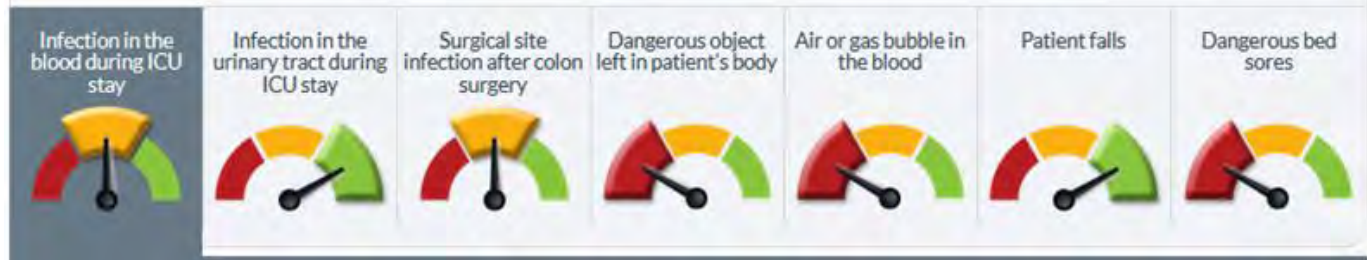 Infection in the
blood during ICU
stay
Infection in the
urinary tract during
ICU stay
Surgical site
infection after colon
surgery
Dangerous object
left in patient's body
Air or gas bubble in
the blood
Patient falls
Dangerous bed
sores